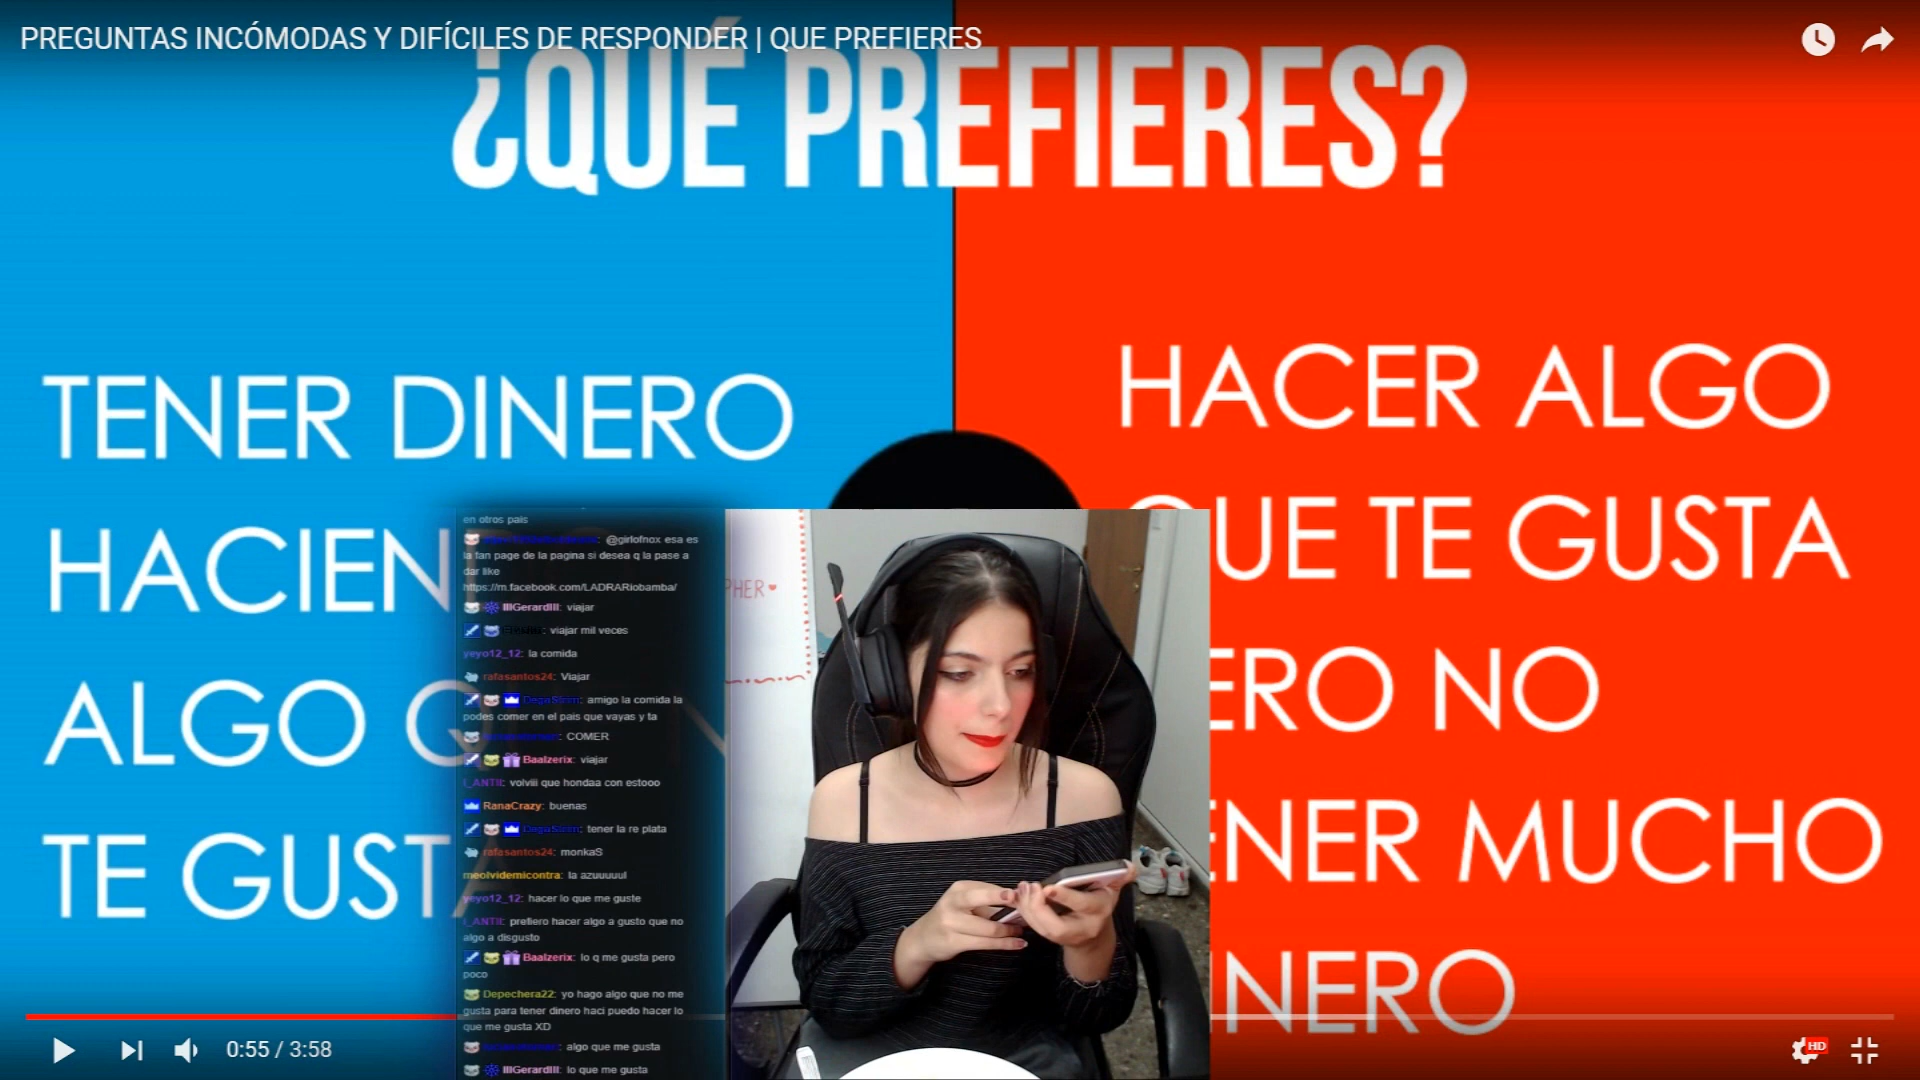 PREGUNTAS INCÓMODAS Y DIFÍCILES DE RESPONDER | QUE PREFIERES
¿QUÉ PREFIERES?
TENER DINERO
HACIEN
ALGO Q N
TE GUSTA
HACER ALGO
QUE TE GUSTA
ERO NO
ENER MUCHO
INERO
PHER♥
en otros pais
: @girlofnox esa es
la fan page de la pagina si desea q la pase a
dar like
https://m.facebook.com/LADRARiobamba/
IIIGerardIII: viajar
: viajar mil veces
yeyo12_12: la comida
rafasantos24: Viajar
: amigo la comida la
podes comer en el pais que vayas y ta
: COMER
Baalzerix: viajar
I_ANTII: volviii que hondaa con estooo
RanaCrazy: buenas
: tener la re plata
rafasantos24: monkaS
meolvidemicontra: la azuuuuul
yeyo12_12: hacer lo que me guste
I_ANTII: prefiero hacer algo a gusto que no
algo a disgusto
Baalzerix: lo q me gusta pero
poco
Depechera22: yo hago algo que no me
gusta para tener dinero haci puedo hacer lo
que me gusta XD
: algo que me gusta
IIIGerardIII: lo que me gusta
0:55 / 3:58
HD